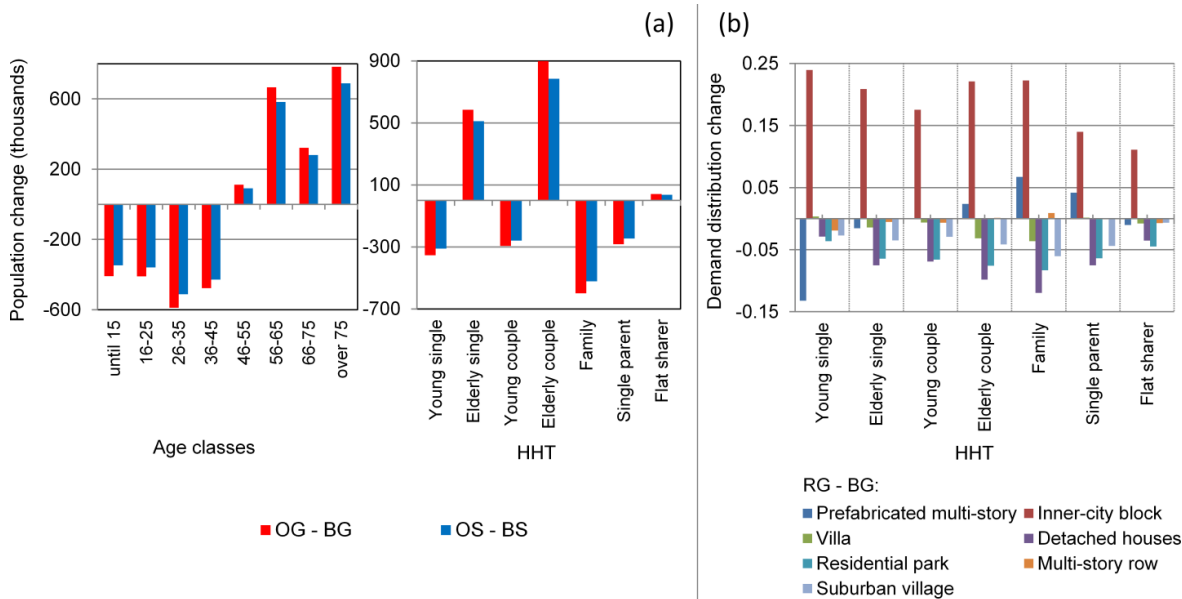 (a)
Population change (thousands)
600
200
-200
-600
until 15
16-25
26-35
36-45
46-55
56-65
66-75
over 75
Age classes
900
500
100
-300
-700
Young single
Elderly single
Young couple
Elderly couple
Family
Single parent
Flat sharer
HHT
OG - BG
OS - BS
(b)
Demand distribution change
0.25
0.15
0.05
-0.05
-0.15
Young single
Elderly single
Young couple
Elderly couple
Family
Single parent
Flat sharer
HHT
RG - BG:
Prefabricated multi-story
Inner-city block
Villa
Detached houses
Residential park
Multi-story row
Suburban village